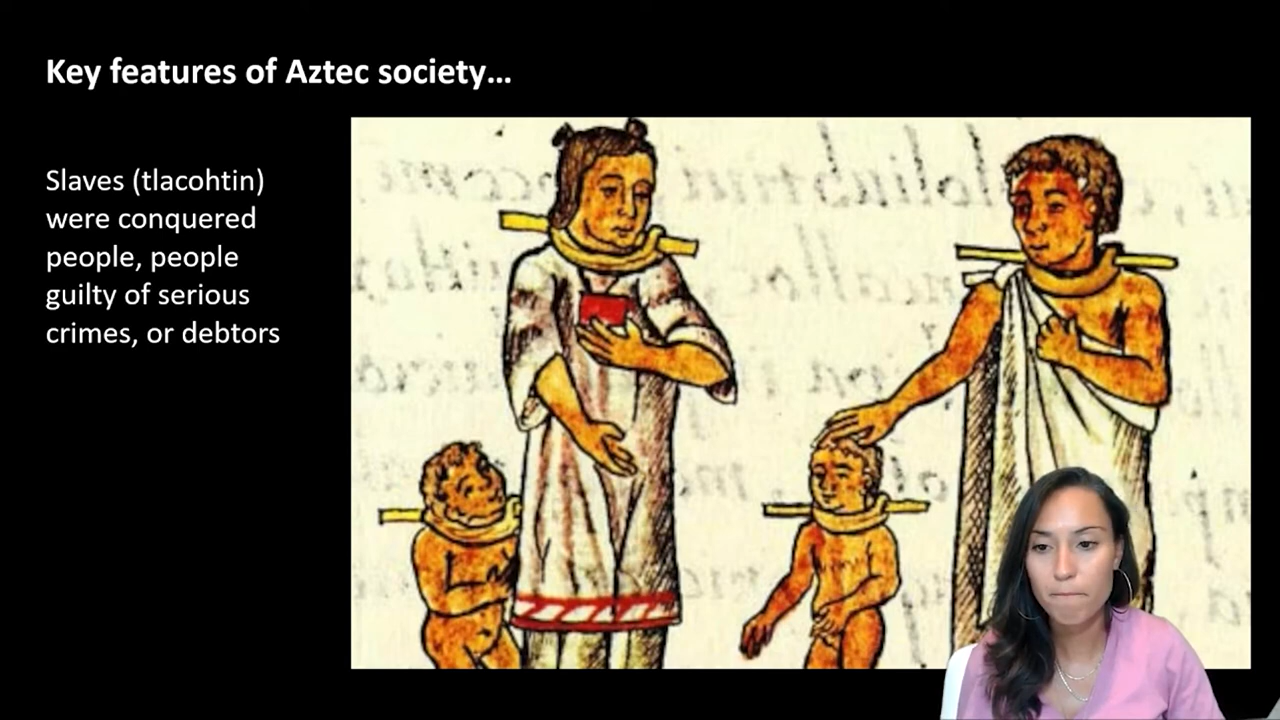 Key features of Aztec society…
Slaves (tlacohtin)
were conquered
people, people
guilty of serious
crimes, or debtors